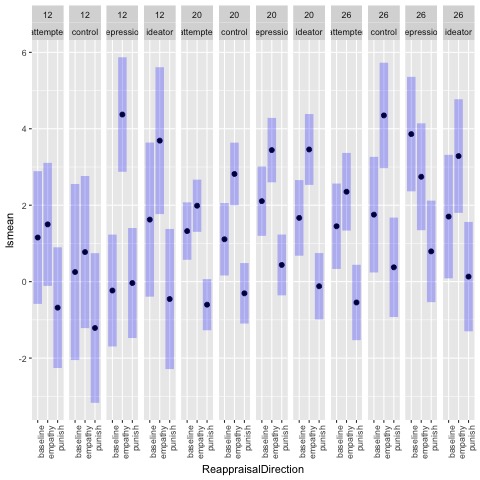 12 12 12 12 20 20 20 20 26 26 26 26
attempte control epressio ideator attempte control epressio ideator attempte control epressio ideator
6
4
2
0
-2
lsmean
baseline empathy punish baseline empathy punish baseline empathy punish baseline empathy punish baseline empathy punish baseline empathy punish baseline empathy punish baseline empathy punish baseline empathy punish baseline empathy punish baseline empathy punish baseline empathy punish
ReappraisalDirection